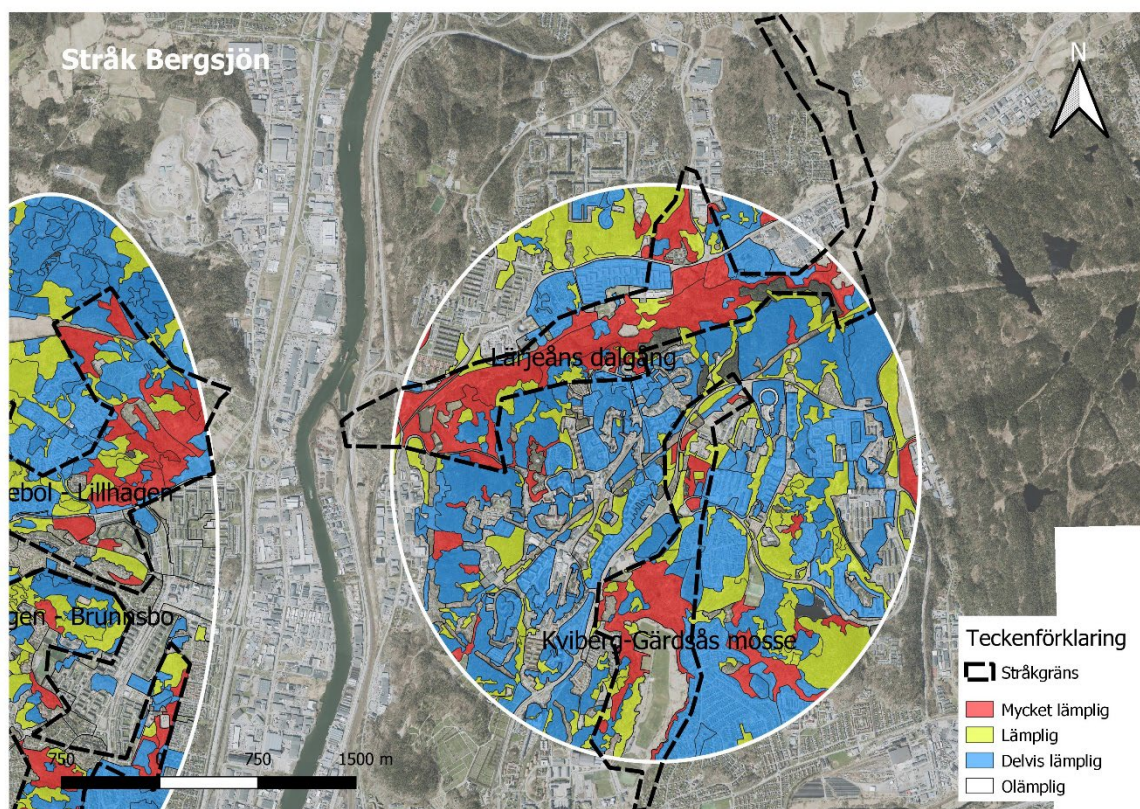 Stråk Bergsjön
N
Lärjeåns dalgång
ebol - Lillhagen
gen - Brunnsbo
Kviberg-Gärdsås mosse
750 0 750 1500 m
Teckenförklaring
Stråkgräns
Mycket lämplig
Lämplig
Delvis lämplig
Olämplig